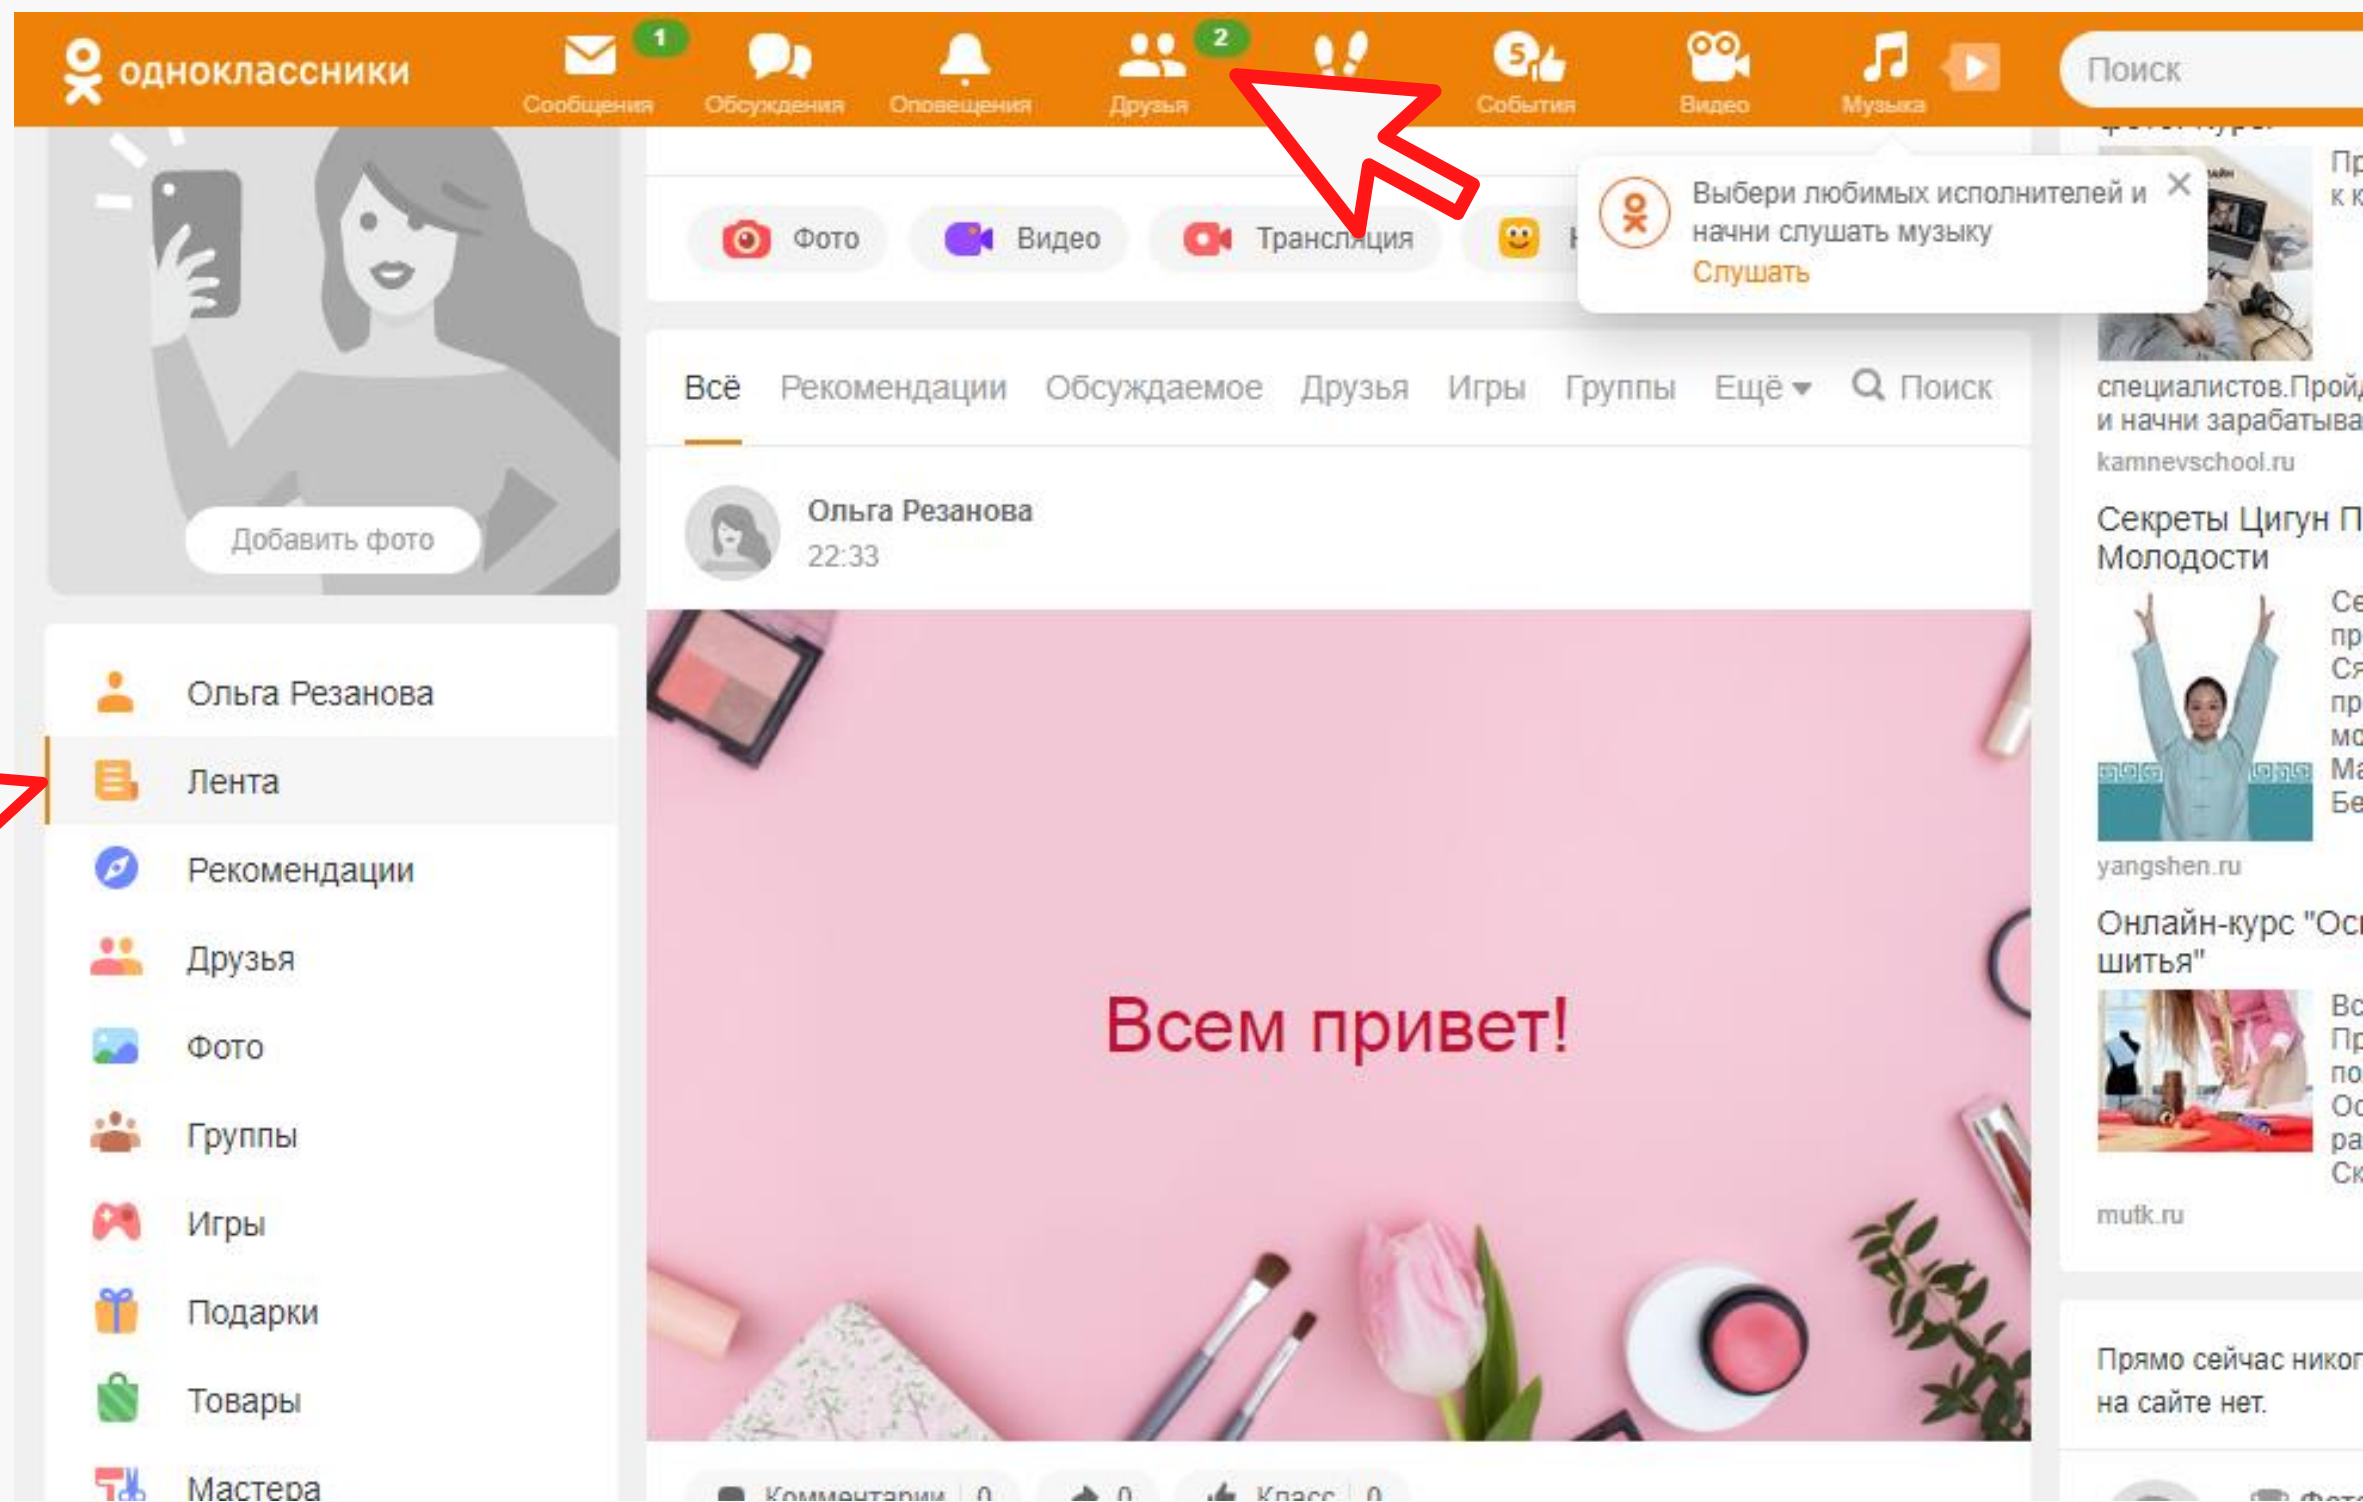 одноклассники
1
2
Сообщения
Обсуждения
Оповещения
Друзья
5
События
Видео
Музыка
Поиск
Выбери любимых исполнителей и
начни слушать музыку
Слушать
Фото
Видео
Трансляция
Всё
Рекомендации
Обсуждаемое
Друзья
Игры
Группы
Ещё
Поиск
Ольга Резанова
22:33
Всем привет!
Комментарии 0
0
Класс 0
Добавить фото
Ольга Резанова
Лента
Рекомендации
Друзья
Фото
Группы
Игры
Подарки
Товары
Мастера
к к
и начни
kamnevschool.ru
Секреты Цигун
Молодости
yangshen.ru
Онлайн-курс
шитья"
mutk.ru
Прямо сейчас
на сайте нет.